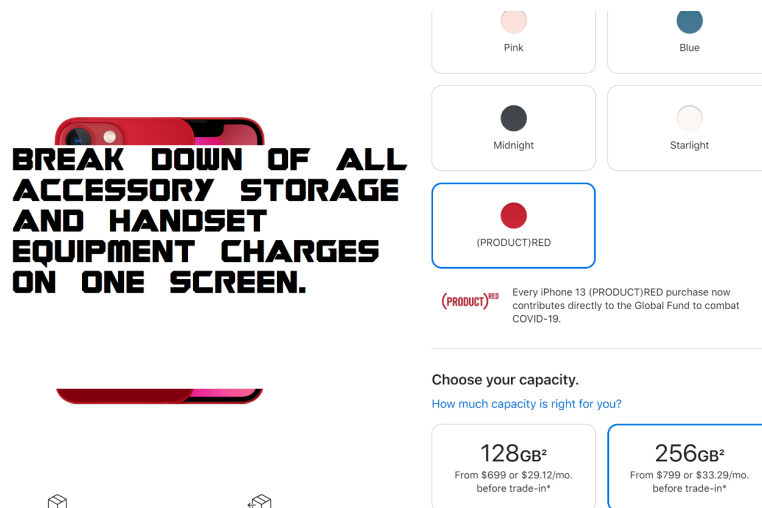 BREAK DOWN OF ALL
ACCESSORY STORAGE
AND HANDSET
EQUIPMENT CHARGES
ON ONE SCREEN.
Pink
Blue
Midnight
Starlight
(PRODUCT)RED
(PRODUCT)RED
Every iPhone 13 (PRODUCT)RED purchase now
contributes directly to the Global Fund to combat
COVID-19.
Choose your capacity.
How much capacity is right for you?
128GB²
From $699 or $29.12/mo.
before trade-in*
256GB²
From $799 or $33.29/mo.
before trade-in*